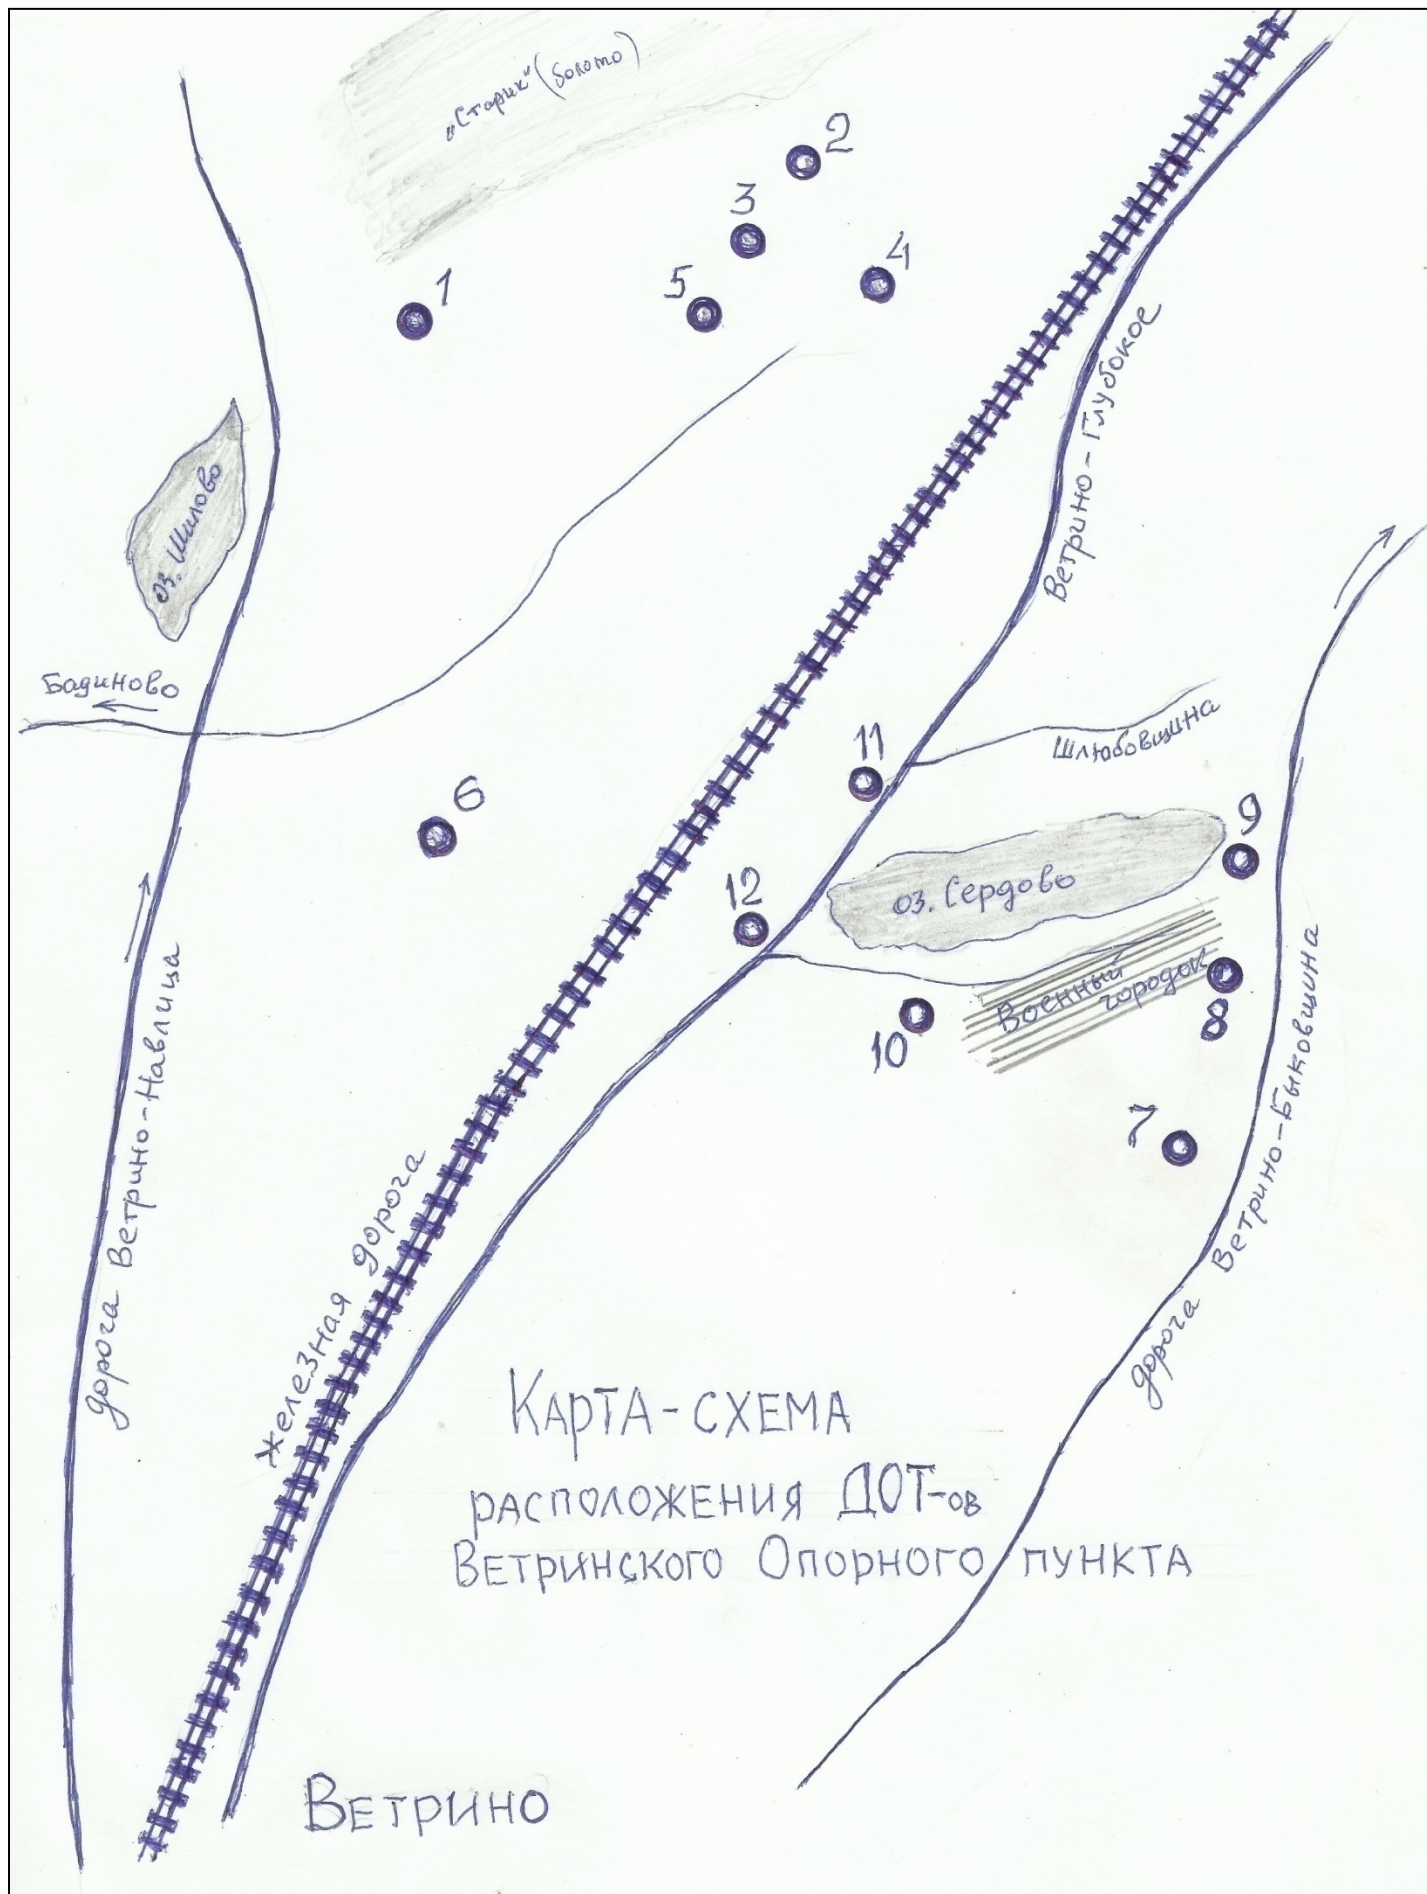 „Старик“ (болото)
2
3
4
1
5
Ветрино-Глубокое
оз. Шилово
Бадиново
Шлюбовщина
11
6
9
12
оз. Сердово
Военный
городок
8
10
7
дорога Ветрино-Навлица
железная дорога
дорога Ветрино-Быковщина
Карта-схема
расположения ДОТ-ов
Ветринского Опорного пункта
Ветрино